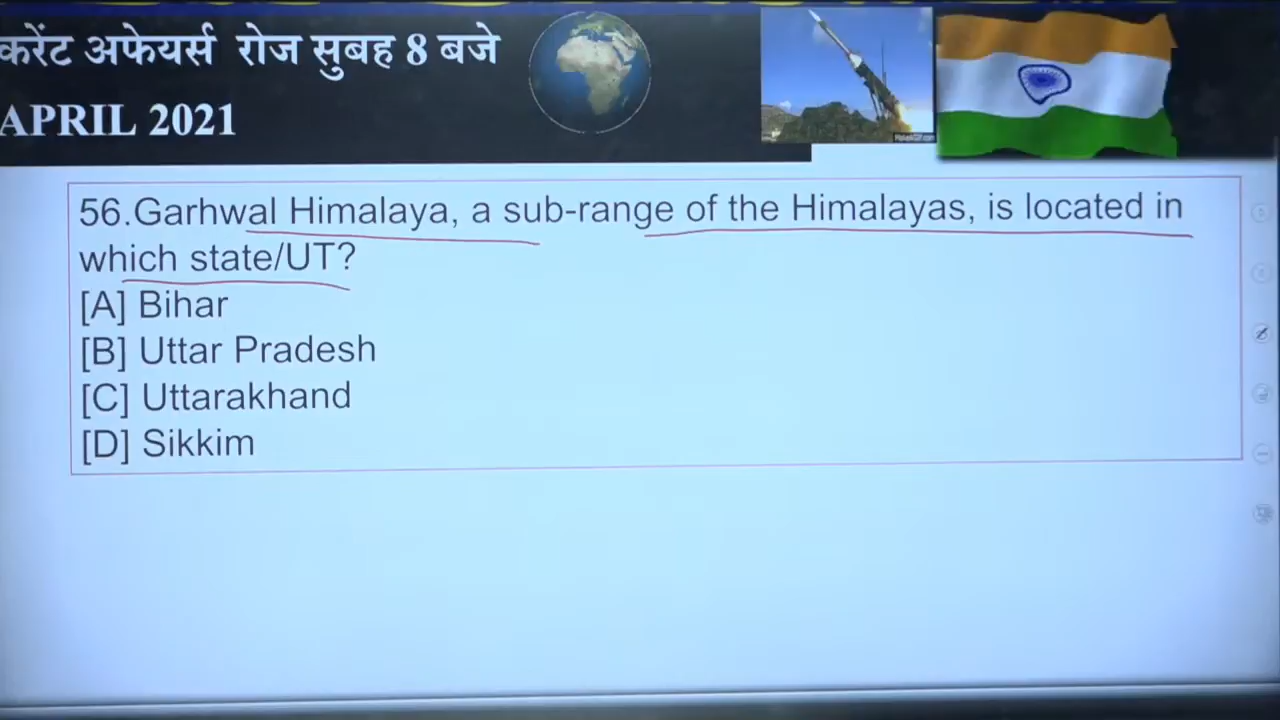 करेंट अफेयर्स रोज सुबह 8 बजे
APRIL 2021
56.Garhwal Himalaya, a sub-range of the Himalayas, is located in
which state/UT?
[A] Bihar
[B] Uttar Pradesh
[C] Uttarakhand
[D] Sikkim